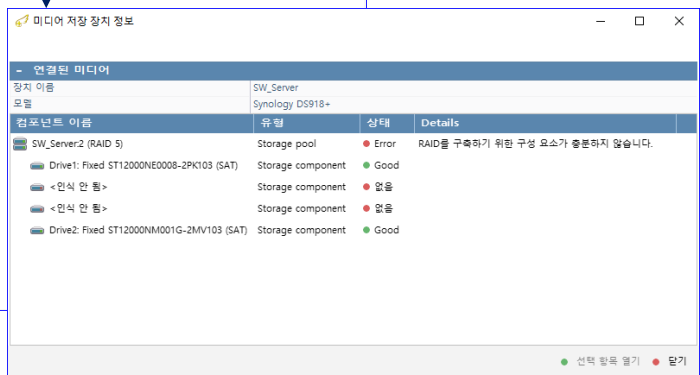 미디어 저장 장치 정보
– 연결된 미디어
장치 이름 SW_Server
모델 Synology DS918+
컴포넌트 이름 유형 상태 Details
SW_Server:2 (RAID 5) Storage pool Error RAID를 구축하기 위한 구성 요소가 충분하지 않습니다.
Drive1: Fixed ST12000NE0008-2PK103 (SAT) Storage component Good
<인식 안 됨> Storage component 없음
<인식 안 됨> Storage component 없음
Drive2: Fixed ST12000NM001G-2MV103 (SAT) Storage component Good
선택 항목 열기 닫기